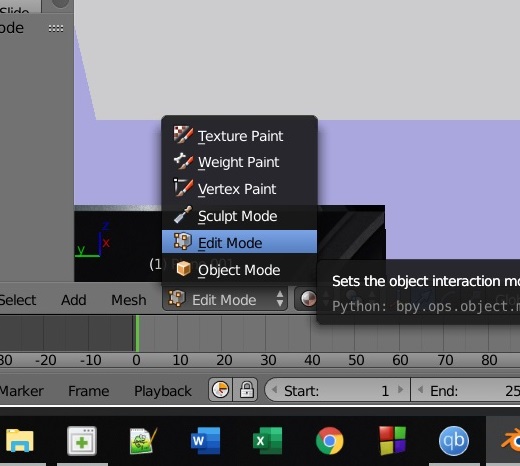 Slide
ode
Texture Paint
Weight Paint
Vertex Paint
Sculpt Mode
Edit Mode
Object Mode
z
x
y
(1)
Sets the object interaction mo
Python: bpy.ops.object.m
Select Add Mesh Edit Mode
30 -20 -10 0 10 20 30 40 50 60 70 80
Marker Frame Playback Start: 1 End: 25
W X qb